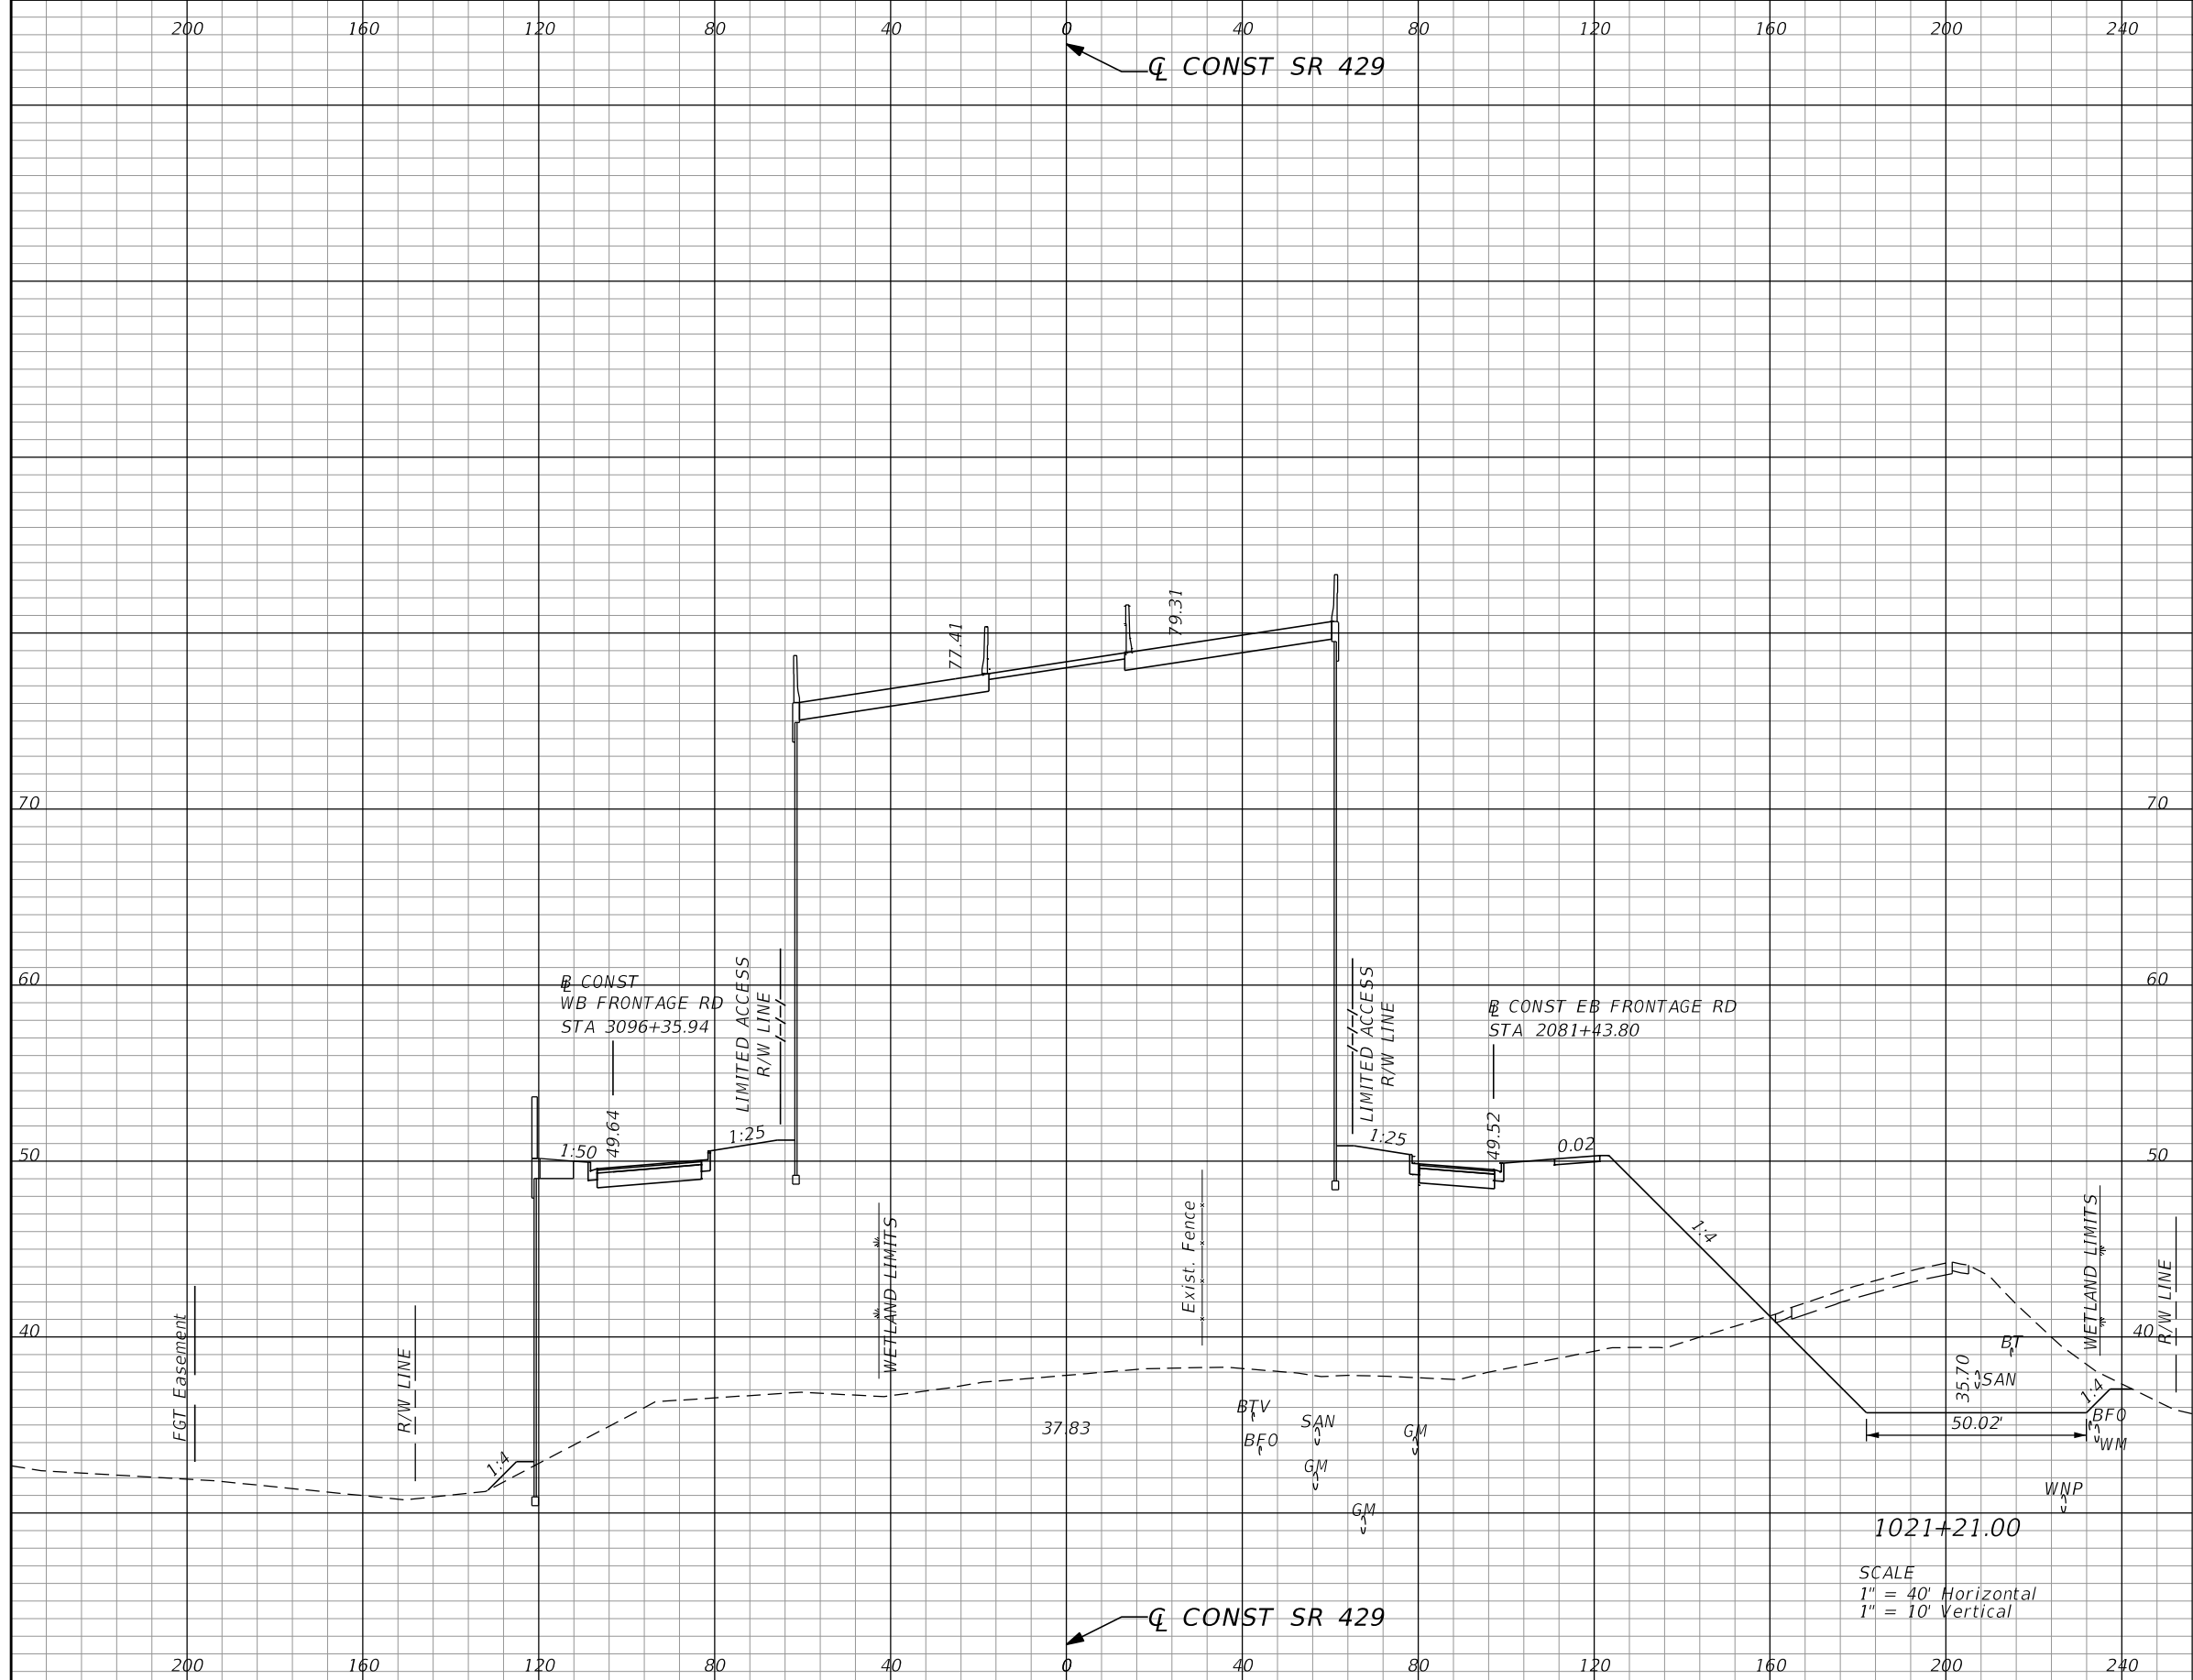 200 160 120 80 40 0 40 80 120 160 200 240
℄ CONST SR 429
77.41
79.31
70 70
60 60
℄ CONST
WB FRONTAGE RD
STA 3096+35.94
LIMITED ACCESS
R/W LINE
LIMITED ACCESS
R/W LINE
BL CONST EB FRONTAGE RD
STA 2081+43.80
1:50
49.64
1:25
1:25
49.52
0.02
50 50
1:4
FGT Easement
R/W LINE
WETLAND LIMITS
Exist. Fence
WETLAND LIMITS
R/W LINE
40 40
BT
35.70
SAN
1:4
BTV
SAN
BFO
37.83
GM
BFO
50.02'
WM
1:4
GM
GM
WNP
1021+21.00
SCALE
1" = 40' Horizontal
1" = 10' Vertical
℄ CONST SR 429
200 160 120 80 40 0 40 80 120 160 200 240